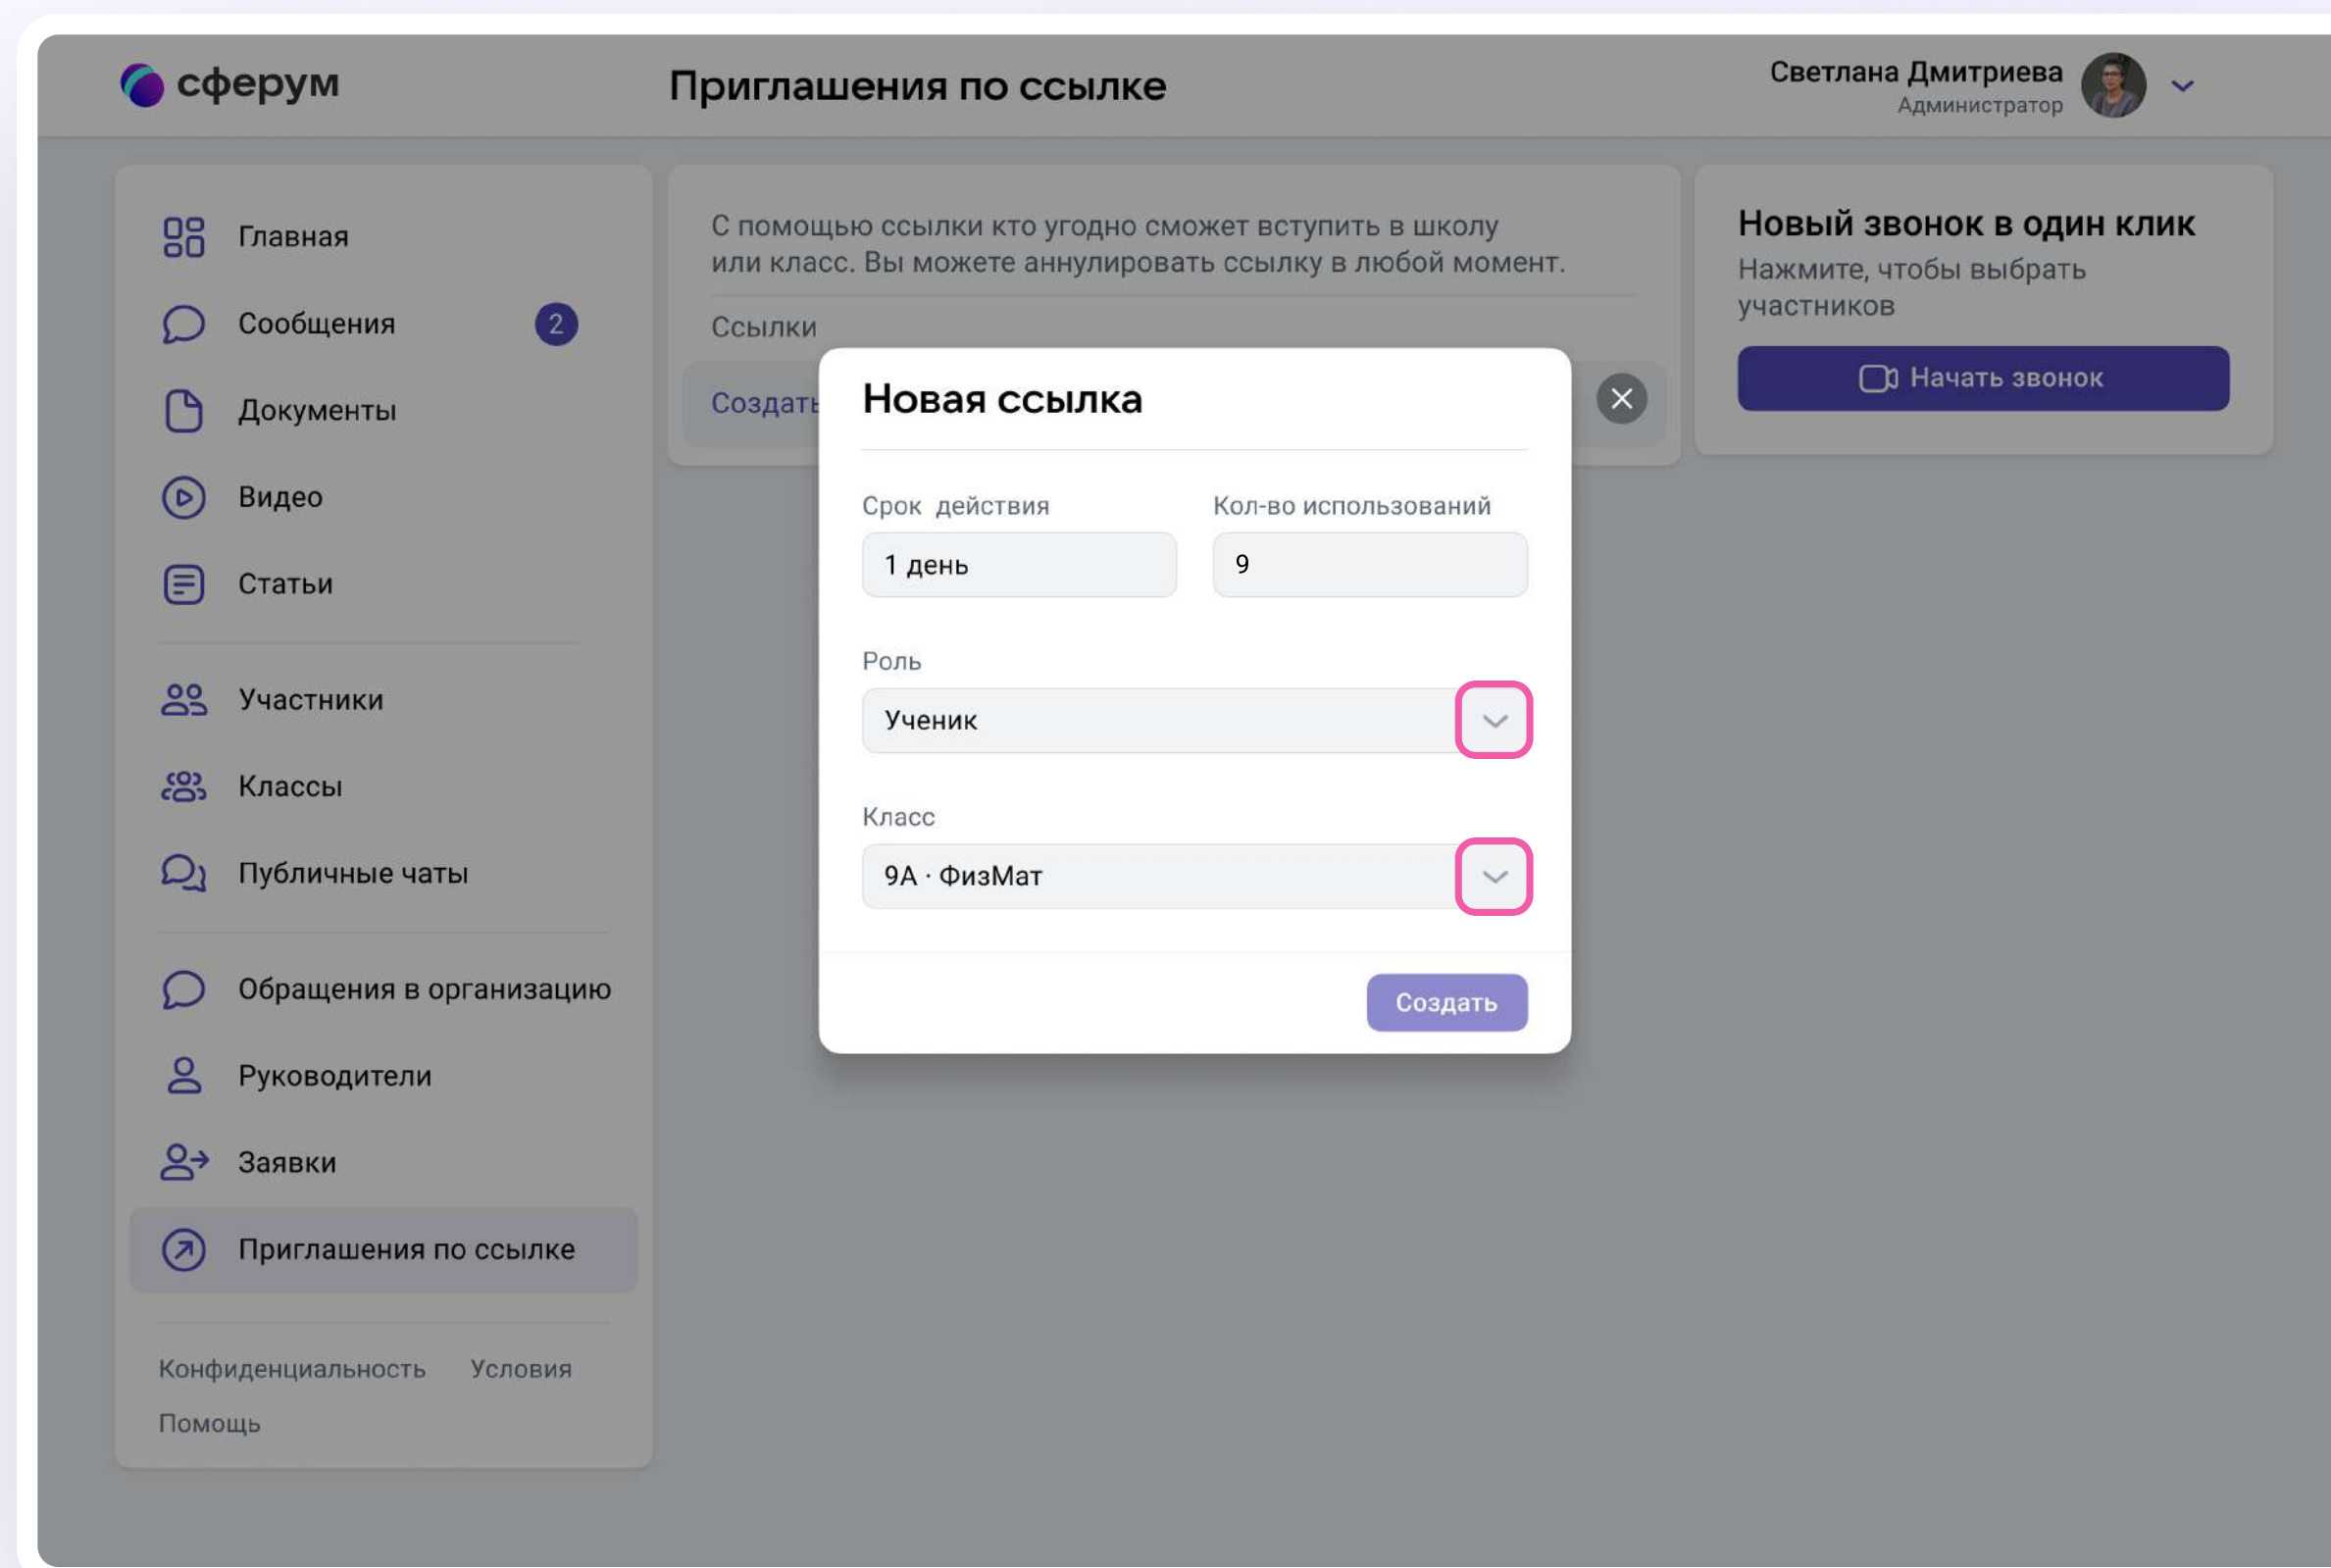 сферум
Приглашения по ссылке
Светлана Дмитриева
Администратор
Главная
Сообщения 2
Документы
Видео
Статьи
Участники
Классы
Публичные чаты
Обращения в организацию
Руководители
Заявки
Приглашения по ссылке
Конфиденциальность Условия
Помощь
С помощью ссылки кто угодно сможет вступить в школу
или класс. Вы можете аннулировать ссылку в любой момент.
Ссылки
Создать
Новая ссылка
Срок действия Кол-во использований
1 день 9
Роль
Ученик
Класс
9А · ФизМат
Создать
Новый звонок в один клик
Нажмите, чтобы выбрать
участников
Начать звонок